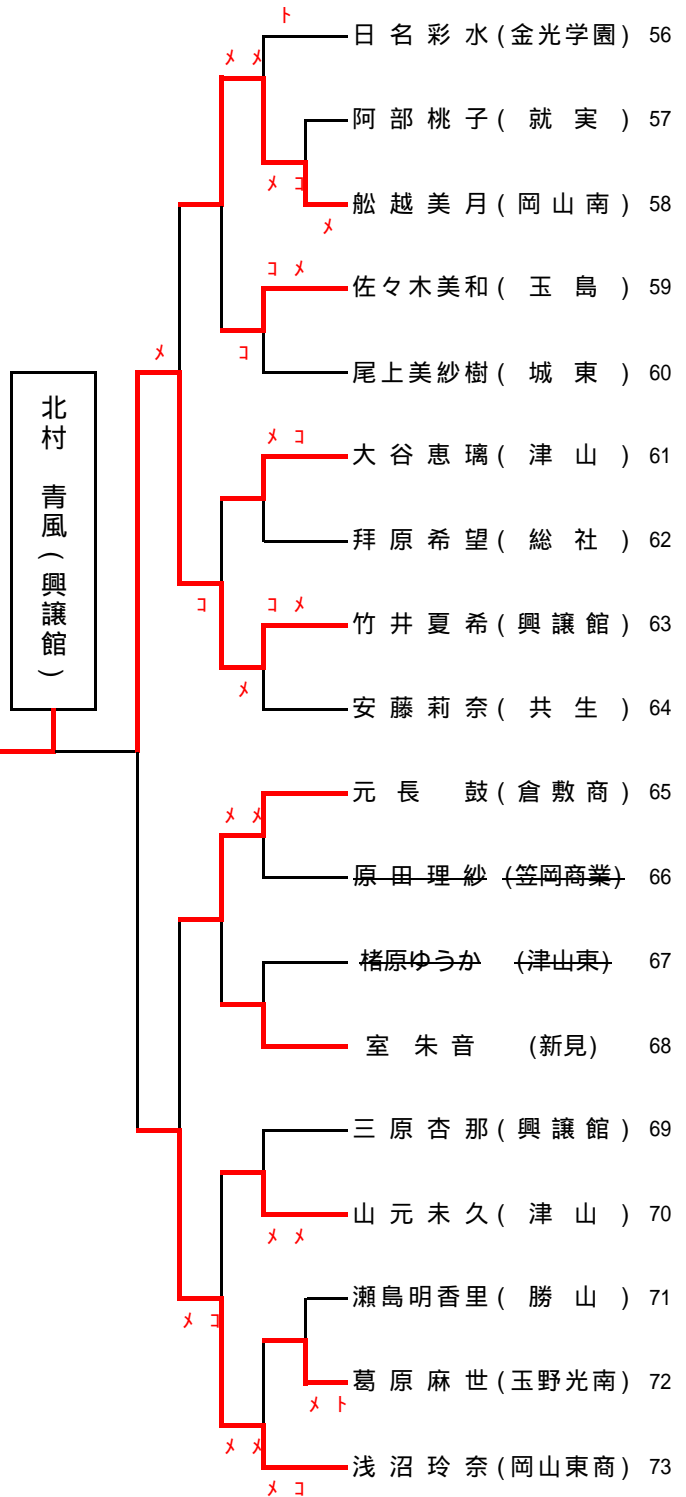 ト
日名彩水(金光学園) 56
メ メ
阿部桃子(就実) 57
メ コ
舩越美月(岡山南) 58
メ
コ メ
佐々木美和(玉島) 59
コ
尾上美紗樹(城東) 60
メ
メ コ
大谷恵璃(津山) 61
拝原希望(総社) 62
コ
コ メ
竹井夏希(興譲館) 63
メ
安藤莉奈(共生) 64
北村 青風(興譲館)
元長 鼓(倉敷商) 65
メ メ
原田理紗 (笠岡商業) 66
楮原ゆうか (津山東) 67
室朱音 (新見) 68
三原杏那(興譲館) 69
山元未久(津山) 70
メ メ
瀬島明香里(勝山) 71
メ コ
葛原麻世(玉野光南) 72
メ ト
メ メ
浅沼玲奈(岡山東商) 73
メ コ